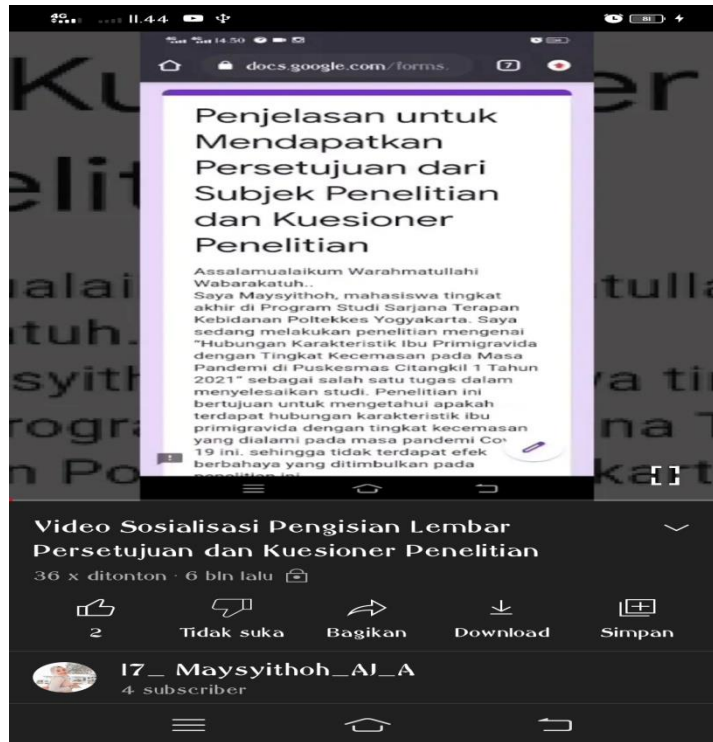 4G 11.44 81
14.50
docs.google.com/forms. 7
Penjelasan untuk
Mendapatkan
Persetujuan dari
Subjek Penelitian
dan Kuesioner
Penelitian
Assalamualaikum Warahmatullahi
Wabarakatuh..
Saya Maysyithoh, mahasiswa tingkat
akhir di Program Studi Sarjana Terapan
Kebidanan Poltekkes Yogyakarta. Saya
sedang melakukan penelitian mengenai
"Hubungan Karakteristik Ibu Primigravida
dengan Tingkat Kecemasan pada Masa
Pandemi di Puskesmas Citangkil 1 Tahun
2021" sebagai salah satu tugas dalam
menyelesaikan studi. Penelitian ini
bertujuan untuk mengetahui apakah
terdapat hubungan karakteristik ibu
primigravida dengan tingkat kecemasan
yang dialami pada masa pandemi Cov
19 ini. sehingga tidak terdapat efek
berbahaya yang ditimbulkan pada
penelitian ini
Video Sosialisasi Pengisian Lembar
Persetujuan dan Kuesioner Penelitian
36 x ditonton · 6 bln lalu
2 Tidak suka Bagikan Download Simpan
17_ Maysyithoh_AJ_A
4 subscriber